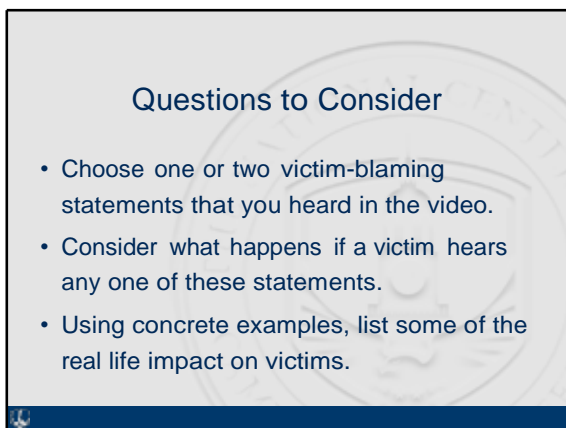 Questions to Consider
• Choose one or two victim-blaming
statements that you heard in the video.
• Consider what happens if a victim hears
any one of these statements.
• Using concrete examples, list some of the
real life impact on victims.